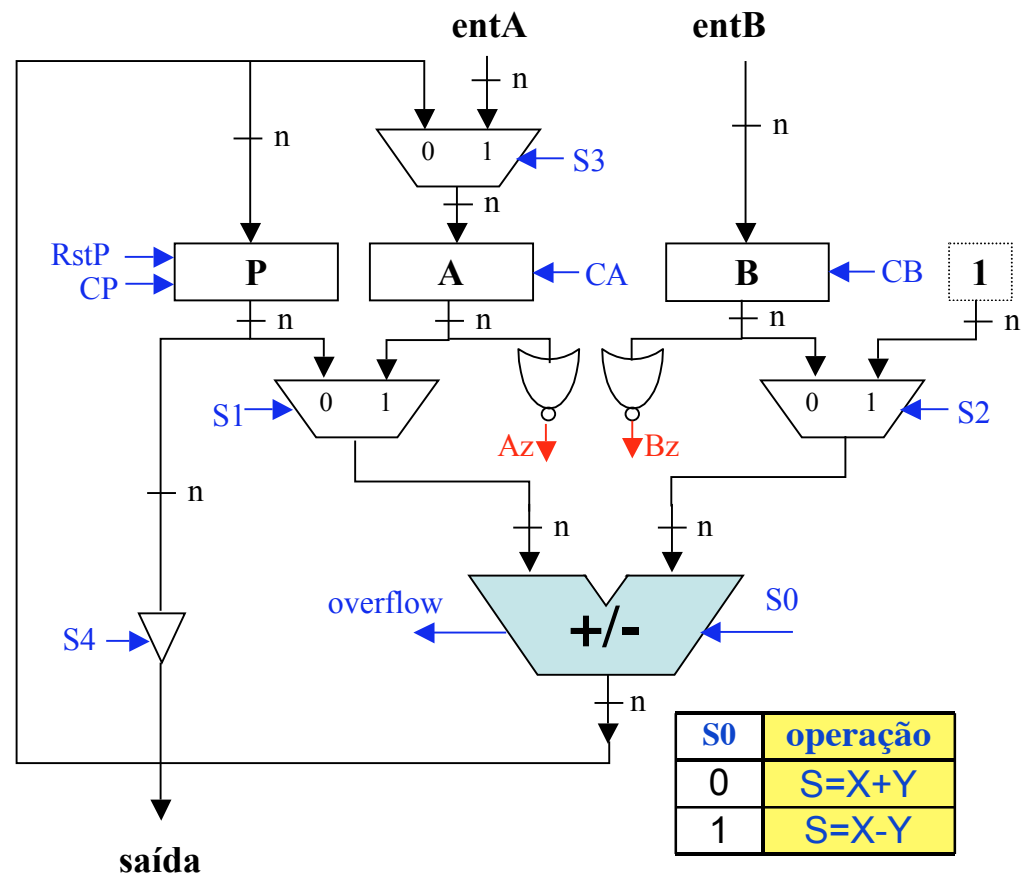 entA
entB
n
n
n
0 1
S3
n
RstP
CP
P
A
CA
B
CB
1
n
n
n
n
S1
0 1
Az
Bz
0 1
S2
n
n
n
overflow
+/-
S0
S4
n
S0 operação
0 S=X+Y
1 S=X-Y
saída